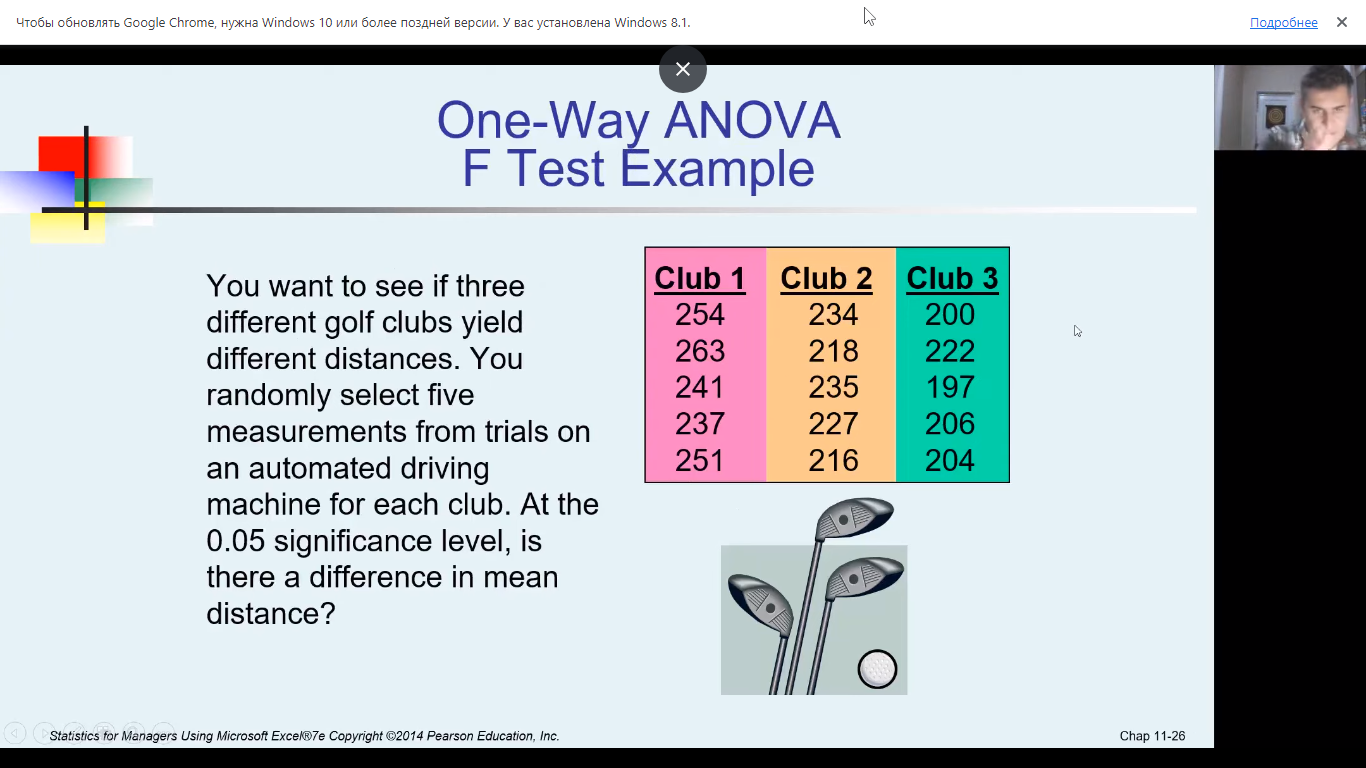 Чтобы обновлять Google Chrome, нужна Windows 10 или более поздней версии. У вас установлена Windows 8.1.
Подробнее
One-Way ANOVA
F Test Example
You want to see if three
different golf clubs yield
different distances. You
randomly select five
measurements from trials on
an automated driving
machine for each club. At the
0.05 significance level, is
there a difference in mean
distance?
Club 1 Club 2 Club 3
254 234 200
263 218 222
241 235 197
237 227 206
251 216 204
Statistics for Managers Using Microsoft Excel®7e Copyright ©2014 Pearson Education, Inc.
Chap 11-26